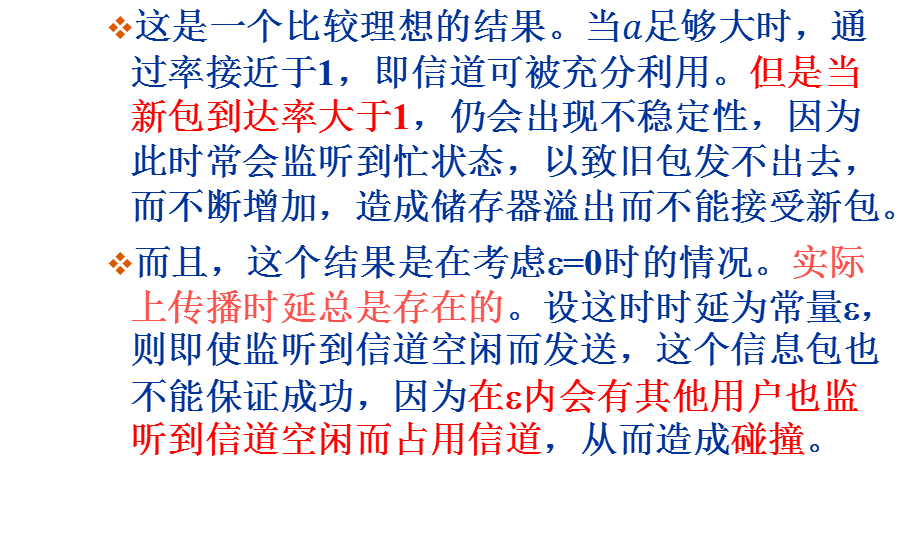 ❖这是一个比较理想的结果。当a足够大时，通
过率接近于1，即信道可被充分利用。但是当
新包到达率大于1，仍会出现不稳定性，因为
此时常会监听到忙状态，以致旧包发不出去，
而不断增加，造成储存器溢出而不能接受新包。
❖而且，这个结果是在考虑ε=0时的情况。实际
上传播时延总是存在的。设这时时延为常量ε，
则即使监听到信道空闲而发送，这个信息包也
不能保证成功，因为在ε内会有其他用户也监
听到信道空闲而占用信道，从而造成碰撞。